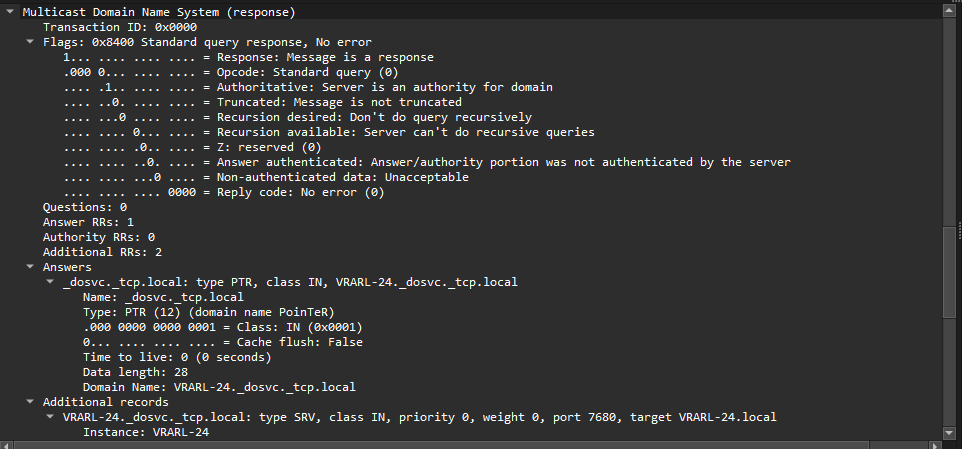 Multicast Domain Name System (response)
Transaction ID: 0x0000
Flags: 0x8400 Standard query response, No error
1... .... .... .... = Response: Message is a response
.000 0... .... .... = Opcode: Standard query (0)
.... .1.. .... .... = Authoritative: Server is an authority for domain
.... ..0. .... .... = Truncated: Message is not truncated
.... ...0 .... .... = Recursion desired: Don't do query recursively
.... .... 0... .... = Recursion available: Server can't do recursive queries
.... .... .0.. .... = Z: reserved (0)
.... .... ..0. .... = Answer authenticated: Answer/authority portion was not authenticated by the server
.... .... ...0 .... = Non-authenticated data: Unacceptable
.... .... .... 0000 = Reply code: No error (0)
Questions: 0
Answer RRs: 1
Authority RRs: 0
Additional RRs: 2
Answers
_dosvc._tcp.local: type PTR, class IN, VRARL-24._dosvc._tcp.local
Name: _dosvc._tcp.local
Type: PTR (12) (domain name PoinTeR)
.000 0000 0000 0001 = Class: IN (0x0001)
0... .... .... .... = Cache flush: False
Time to live: 0 (0 seconds)
Data length: 28
Domain Name: VRARL-24._dosvc._tcp.local
Additional records
VRARL-24._dosvc._tcp.local: type SRV, class IN, priority 0, weight 0, port 7680, target VRARL-24.local
Instance: VRARL-24